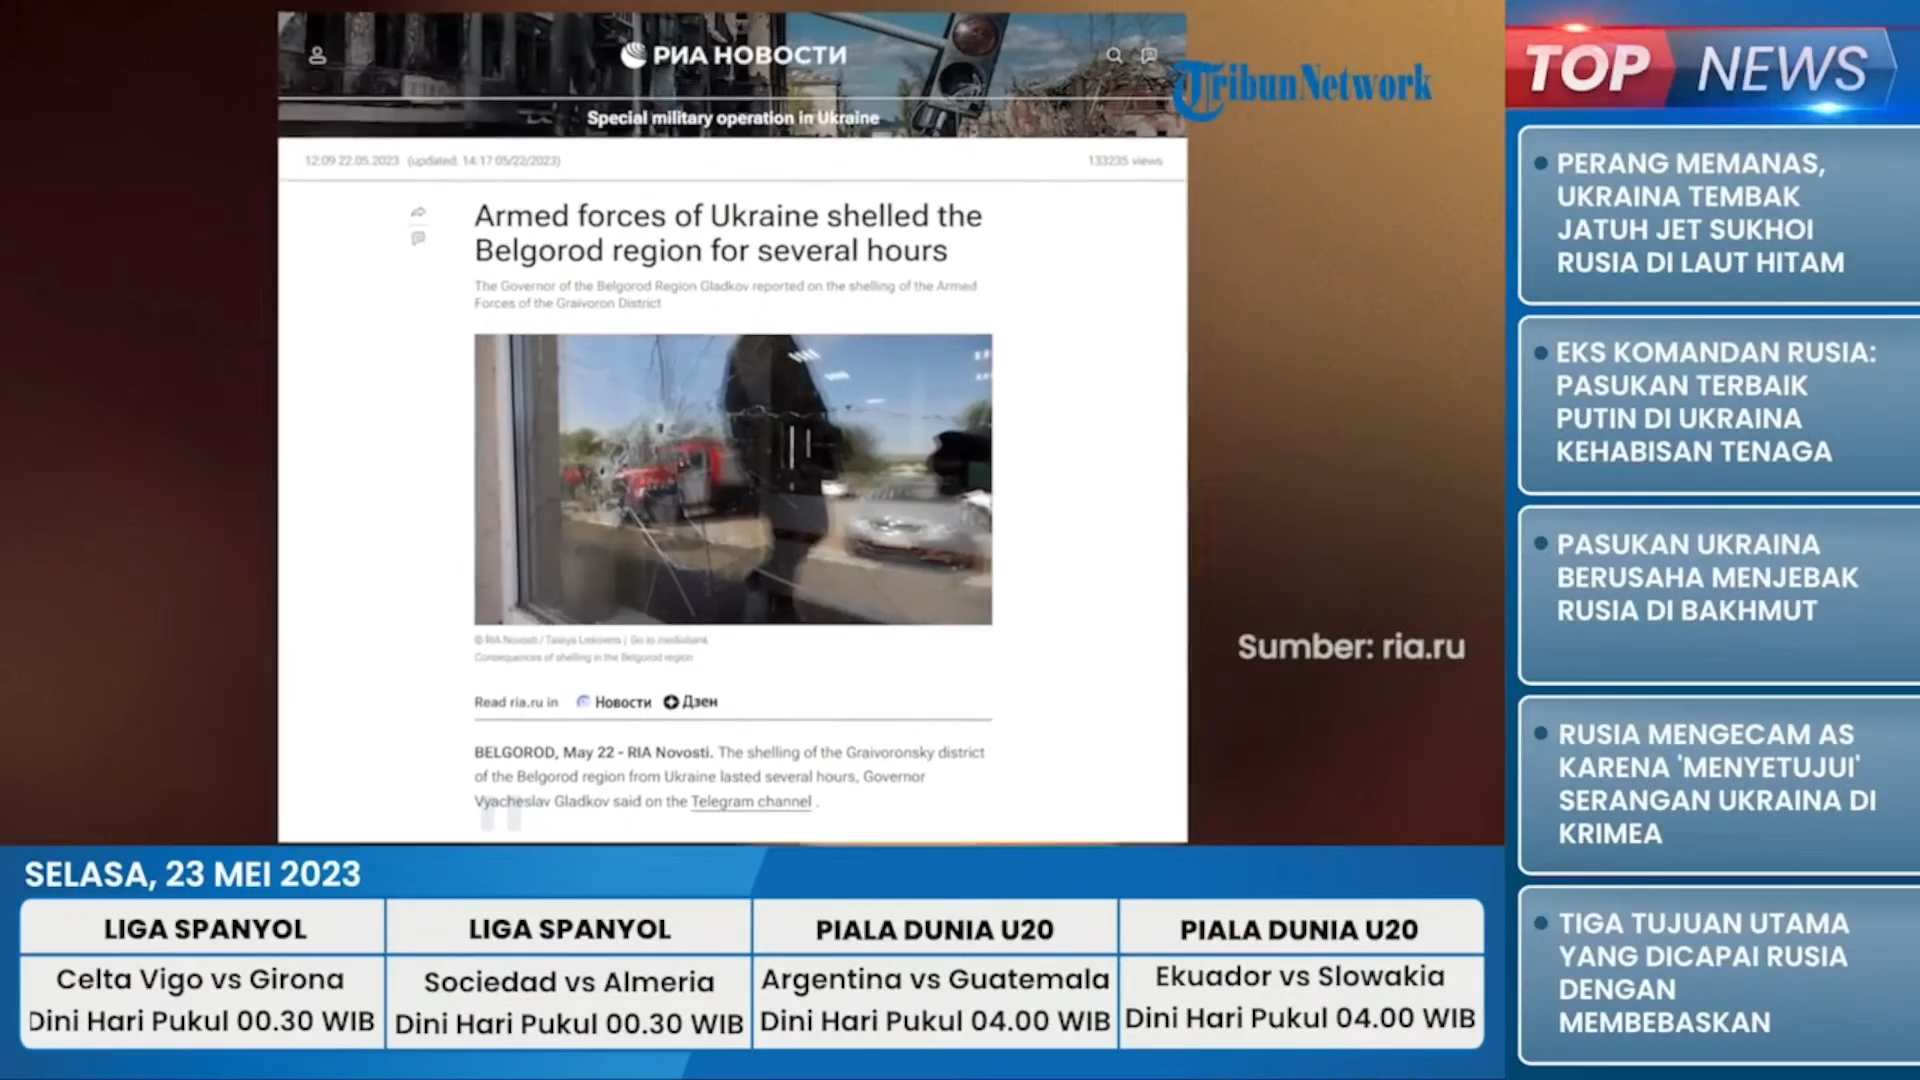 РИА НОВОСТИ
Special military operation in Ukraine
TribunNetwork
12:09 22.05.2023 (updated: 14:17 05/22/2023)
133235 views
Armed forces of Ukraine shelled the
Belgorod region for several hours
The Governor of the Belgorod Region Gladkov reported on the shelling of the Armed
Forces of the Graivoron District
© RIA Novosti / Taisiya Liskovets | Go to mediabank
Consequences of shelling in the Belgorod region
Read ria.ru in Новости Дзен
BELGOROD, May 22 - RIA Novosti. The shelling of the Graivoronsky district
of the Belgorod region from Ukraine lasted several hours, Governor
Vyacheslav Gladkov said on the Telegram channel .
Sumber: ria.ru
TOP NEWS
PERANG MEMANAS,
UKRAINA TEMBAK
JATUH JET SUKHOI
RUSIA DI LAUT HITAM
EKS KOMANDAN RUSIA:
PASUKAN TERBAIK
PUTIN DI UKRAINA
KEHABISAN TENAGA
PASUKAN UKRAINA
BERUSAHA MENJEBAK
RUSIA DI BAKHMUT
RUSIA MENGECAM AS
KARENA 'MENYETUJUI'
SERANGAN UKRAINA DI
KRIMEA
TIGA TUJUAN UTAMA
YANG DICAPAI RUSIA
DENGAN
MEMBEBASKAN
SELASA, 23 MEI 2023
LIGA SPANYOL
Celta Vigo vs Girona
Dini Hari Pukul 00.30 WIB
LIGA SPANYOL
Sociedad vs Almeria
Dini Hari Pukul 00.30 WIB
PIALA DUNIA U20
Argentina vs Guatemala
Dini Hari Pukul 04.00 WIB
PIALA DUNIA U20
Ekuador vs Slowakia
Dini Hari Pukul 04.00 WIB